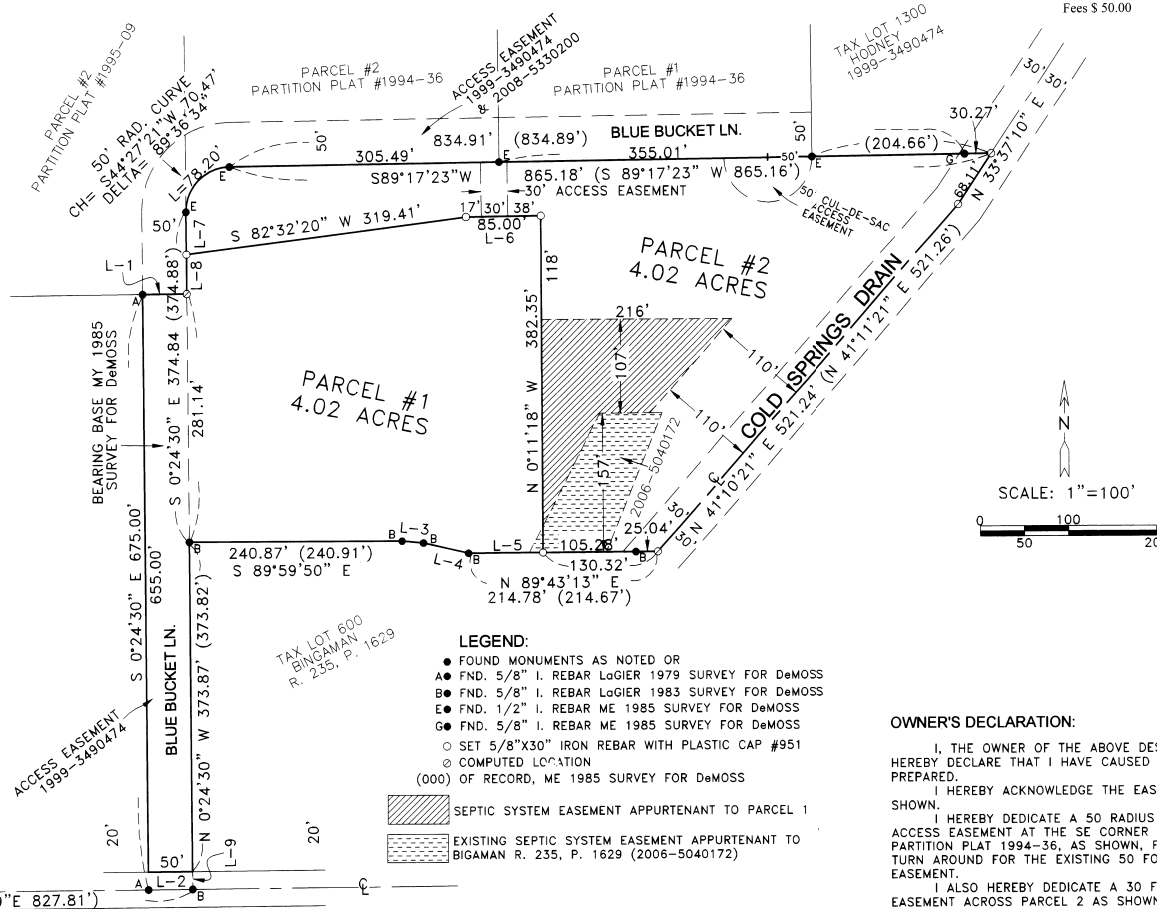 Fees $ 50.00
PARCEL #2
PARTITION PLAT #1995-09
50' RAD. CURVE
CH= S44°27'21"W 70.47'
DELTA= 89°36'34"
L=78.20'
PARCEL #2
PARTITION PLAT #1994-36
ACCESS EASEMENT
1999-3490474
& 2008-5330200
PARCEL #1
PARTITION PLAT #1994-36
TAX LOT 1300
HODNEY
1999-3490474
30' 30'
30.27'
50'
834.91' (834.89')
BLUE BUCKET LN.
50'
305.49'
E
355.01'
50'
(204.66')
G
E
E
S89°17'23"W 865.18' (S 89°17'23" W 865.16')
30' ACCESS EASEMENT
50' CUL-DE-SAC
ACCESS
EASEMENT
68.11'
N 33°37'10" E
E
50'
L-7
S 82°32'20" W 319.41'
17' 30' 38'
85.00'
L-6
L-1
L-8
A
118'
PARCEL #2
4.02 ACRES
BEARING BASE MY 1985
SURVEY FOR DeMOSS
S 0°24'30" E 374.84 (374.88')
281.14'
PARCEL #1
4.02 ACRES
N 0°11'18" W 382.35'
216'
107'
157'
110'
110'
2006-5040172
COLD SPRINGS DRAIN
N 41°10'21" E 521.24' (N 41°11'21" E 521.26')
℄
30'
30'
N
SCALE: 1"=100'
0 100 20
50
B
L-3
B
L-4
B
L-5
105.28'
25.04'
B
130.32'
240.87' (240.91')
S 89°59'50" E
N 89°43'13" E
214.78' (214.67')
S 0°24'30" E 675.00'
655.00'
BLUE BUCKET LN.
N 0°24'30" W 373.87' (373.82')
TAX LOT 600
BINGAMAN
R. 235, P. 1629
ACCESS EASEMENT
1999-3490474
20'
20'
50'
L-2
L-9
A
B
℄
"E 827.81')
LEGEND:
● FOUND MONUMENTS AS NOTED OR
A● FND. 5/8" I. REBAR LaGIER 1979 SURVEY FOR DeMOSS
B● FND. 5/8" I. REBAR LaGIER 1983 SURVEY FOR DeMOSS
E● FND. 1/2" I. REBAR ME 1985 SURVEY FOR DeMOSS
G● FND. 5/8" I. REBAR ME 1985 SURVEY FOR DeMOSS
○ SET 5/8"X30" IRON REBAR WITH PLASTIC CAP #951
⊘ COMPUTED LOCATION
(000) OF RECORD, ME 1985 SURVEY FOR DeMOSS
SEPTIC SYSTEM EASEMENT APPURTENANT TO PARCEL 1
EXISTING SEPTIC SYSTEM EASEMENT APPURTENANT TO
BIGAMAN R. 235, P. 1629 (2006-5040172)
OWNER'S DECLARATION:
I, THE OWNER OF THE ABOVE DES
HEREBY DECLARE THAT I HAVE CAUSED
PREPARED.
I HEREBY ACKNOWLEDGE THE EAS
SHOWN.
I HEREBY DEDICATE A 50 RADIUS
ACCESS EASEMENT AT THE SE CORNER
PARTITION PLAT 1994-36, AS SHOWN, F
TURN AROUND FOR THE EXISTING 50 FO
EASEMENT.
I ALSO HEREBY DEDICATE A 30 F
EASEMENT ACROSS PARCEL 2 AS SHOWN